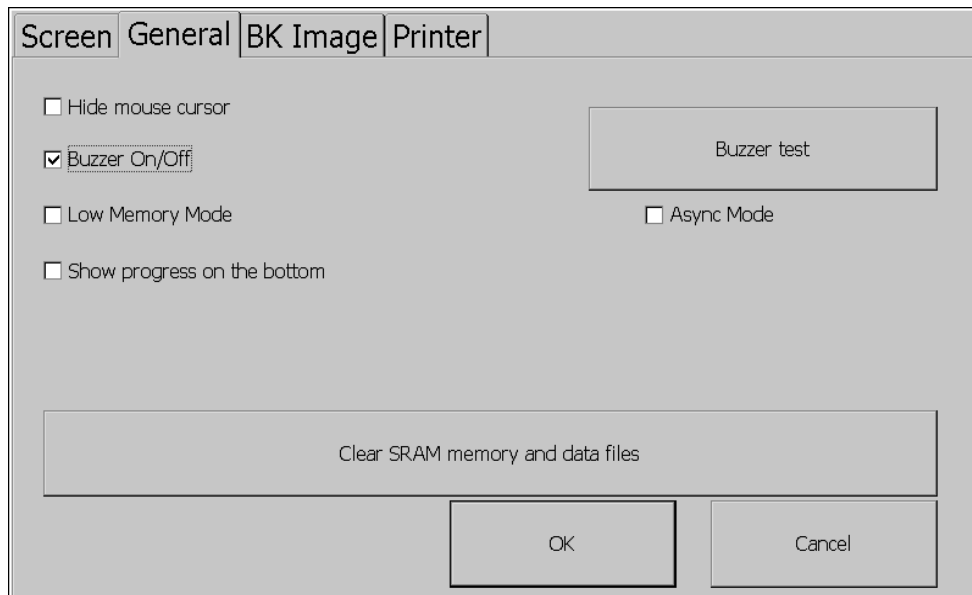 Screen General BK Image Printer
Hide mouse cursor
Buzzer On/Off
Buzzer test
Low Memory Mode
Async Mode
Show progress on the bottom
Clear SRAM memory and data files
OK
Cancel